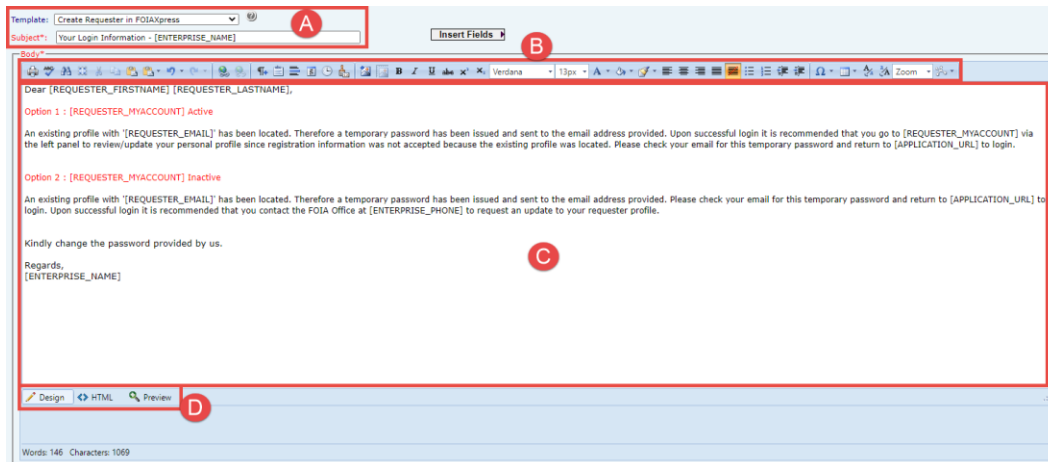 Template: Create Requester in FOIAXpress
A
Subject*: Your Login Information - [ENTERPRISE_NAME]
Insert Fields
B
Body*
B I U abc x² x₂ Verdana 13px A Ω Zoom
Dear [REQUESTER_FIRSTNAME] [REQUESTER_LASTNAME],
Option 1 : [REQUESTER_MYACCOUNT] Active
An existing profile with '[REQUESTER_EMAIL]' has been located. Therefore a temporary password has been issued and sent to the email address provided. Upon successful login it is recommended that you go to [REQUESTER_MYACCOUNT] via
the left panel to review/update your personal profile since registration information was not accepted because the existing profile was located. Please check your email for this temporary password and return to [APPLICATION_URL] to login.
Option 2 : [REQUESTER_MYACCOUNT] Inactive
An existing profile with '[REQUESTER_EMAIL]' has been located. Therefore a temporary password has been issued and sent to the email address provided. Please check your email for this temporary password and return to [APPLICATION_URL] to
login. Upon successful login it is recommended that you contact the FOIA Office at [ENTERPRISE_PHONE] to request an update to your requester profile.
Kindly change the password provided by us.
C
Regards,
[ENTERPRISE_NAME]
Design HTML Preview
D
Words: 146 Characters: 1069